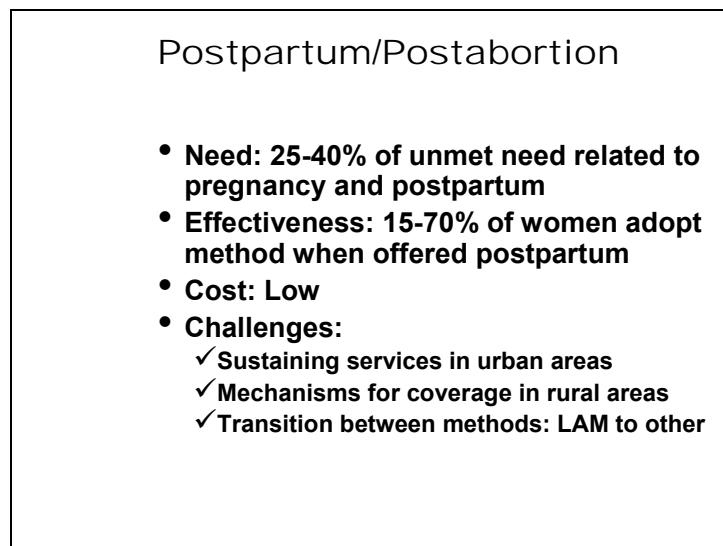 Postpartum/Postabortion
• Need: 25-40% of unmet need related to
pregnancy and postpartum
• Effectiveness: 15-70% of women adopt
method when offered postpartum
• Cost: Low
• Challenges:
✓Sustaining services in urban areas
✓Mechanisms for coverage in rural areas
✓Transition between methods: LAM to other